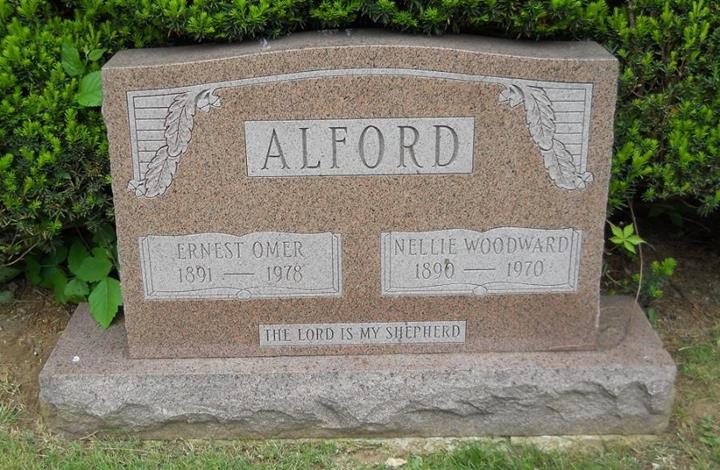 ALFORD
ERNEST OMER
1891 — 1978
NELLIE WOODWARD
1890 — 1970
THE LORD IS MY SHEPHERD